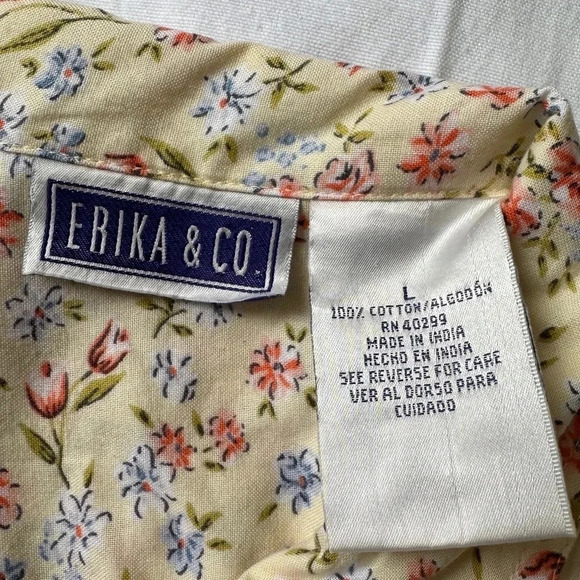 ERIKA & CO.
L
100% COTTON/ALGODÓN
RN 40299
MADE IN INDIA
HECHO EN INDIA
SEE REVERSE FOR CARE
VER AL DORSO PARA
CUIDADO